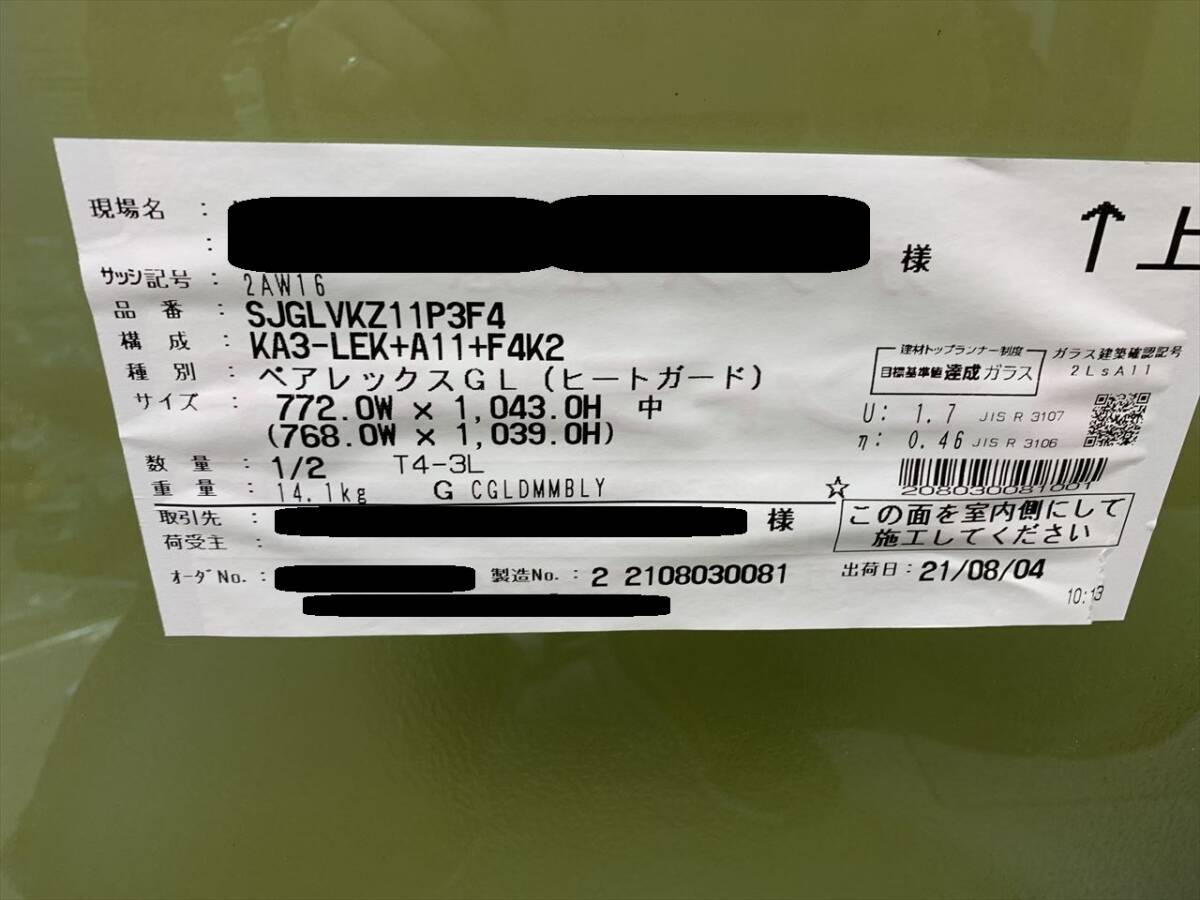 現場名 :
:
様
↑上
サッシ記号 : 2AW16
品番 : SJGLVKZ11P3F4
構成 : KA3-LEK+A11+F4K2
種別 : ペアレックスGL(ヒートガード)
サイズ : 772.0W × 1,043.0H 中
(768.0W × 1,039.0H)
建材トップランナー制度
目標基準値 達成ガラス
ガラス建築確認記号
2LsA11
U: 1.7 JIS R 3107
η: 0.46 JIS R 3106
数量 : 1/2 T4-3L
重量 : 14.1kg G CGLDMMBLY ☆
208030081001
取引先 : 様
荷受主 :
この面を室内側にして
施工してください
オーダNo. : 製造No. : 2 2108030081 出荷日: 21/08/04
10:13